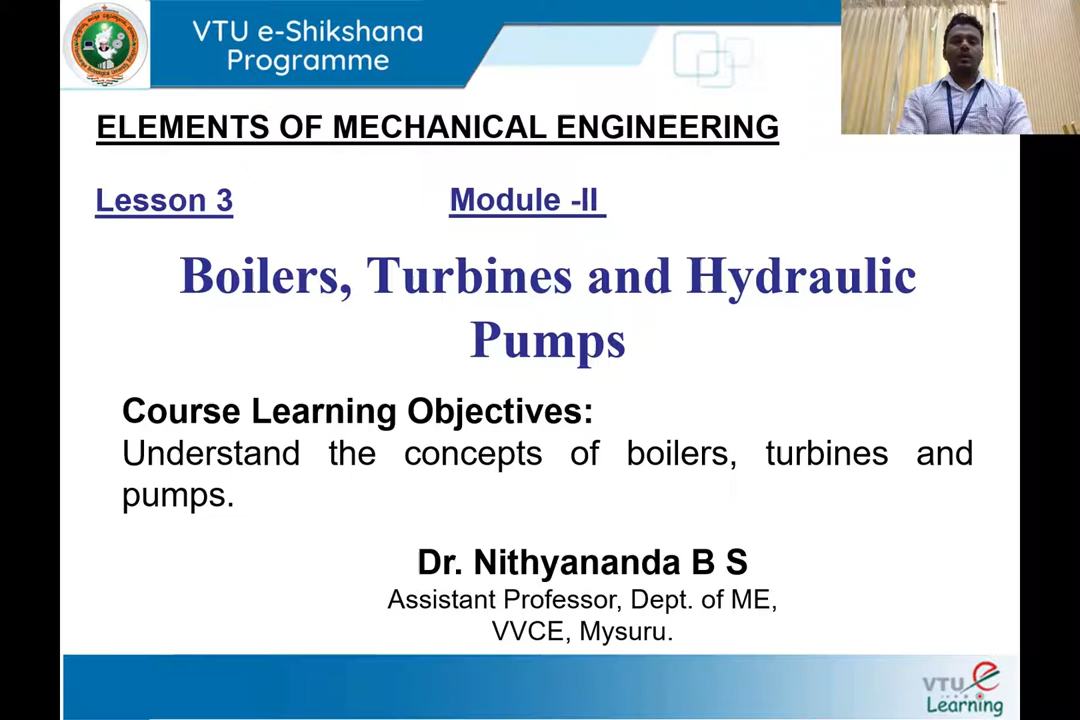 VTU e-Shikshana
Programme
ELEMENTS OF MECHANICAL ENGINEERING
Lesson 3
Module -II
Boilers, Turbines and Hydraulic
Pumps
Course Learning Objectives:
Understand the concepts of boilers, turbines and
pumps.
Dr. Nithyananda B S
Assistant Professor, Dept. of ME,
VVCE, Mysuru.
VTU e
Learning